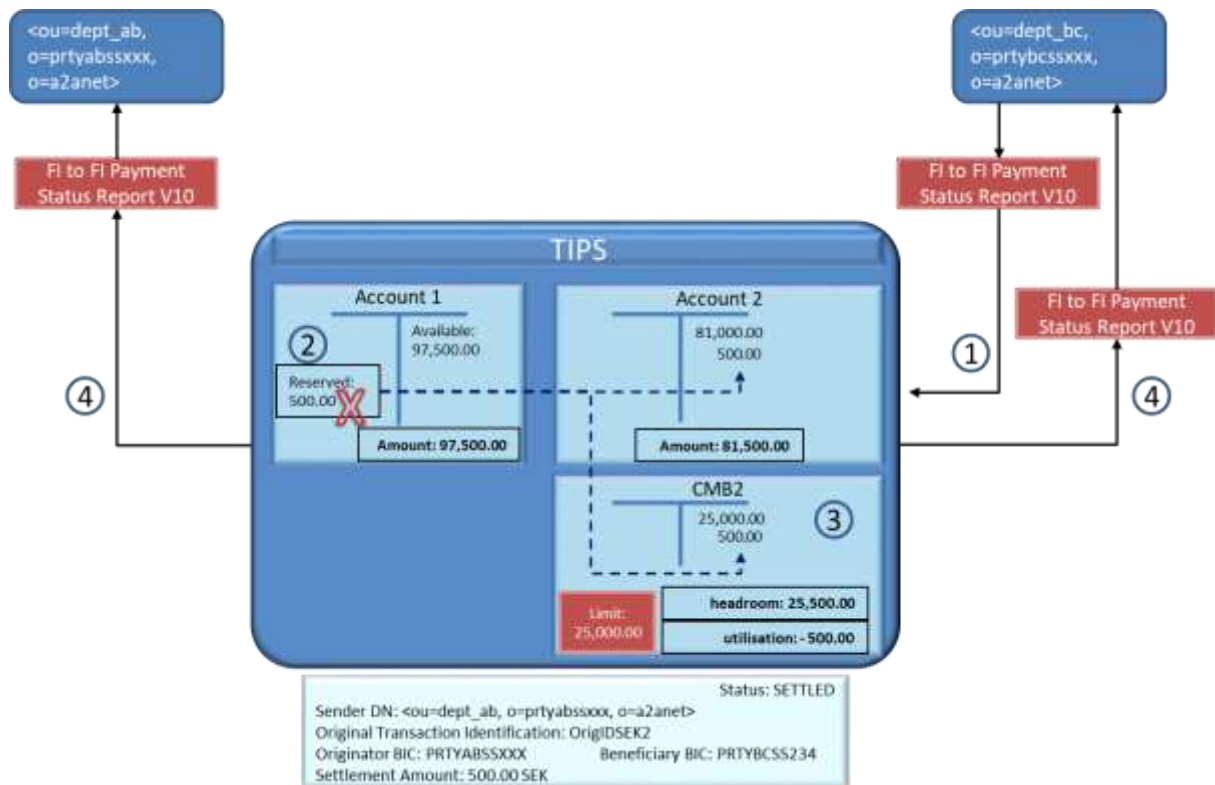 <ou=dept_ab,
o=prtyabssxxx,
o=a2anet>
<ou=dept_bc,
o=prtybcssxxx,
o=a2anet>
FI to FI Payment
Status Report V10
FI to FI Payment
Status Report V10
TIPS
FI to FI Payment
Status Report V10
Account 1
Available:
97,500.00
2
Reserved:
500.00
X
Amount: 97,500.00
Account 2
81,000.00
500.00
Amount: 81,500.00
1
4
4
CMB2
25,000.00
500.00
3
Limit:
25,000.00
headroom: 25,500.00
utilisation: - 500.00
Status: SETTLED
Sender DN: <ou=dept_ab, o=prtyabssxxx, o=a2anet>
Original Transaction Identification: OrigIDSEK2
Originator BIC: PRTYABSSXXX Beneficiary BIC: PRTYBCSS234
Settlement Amount: 500.00 SEK